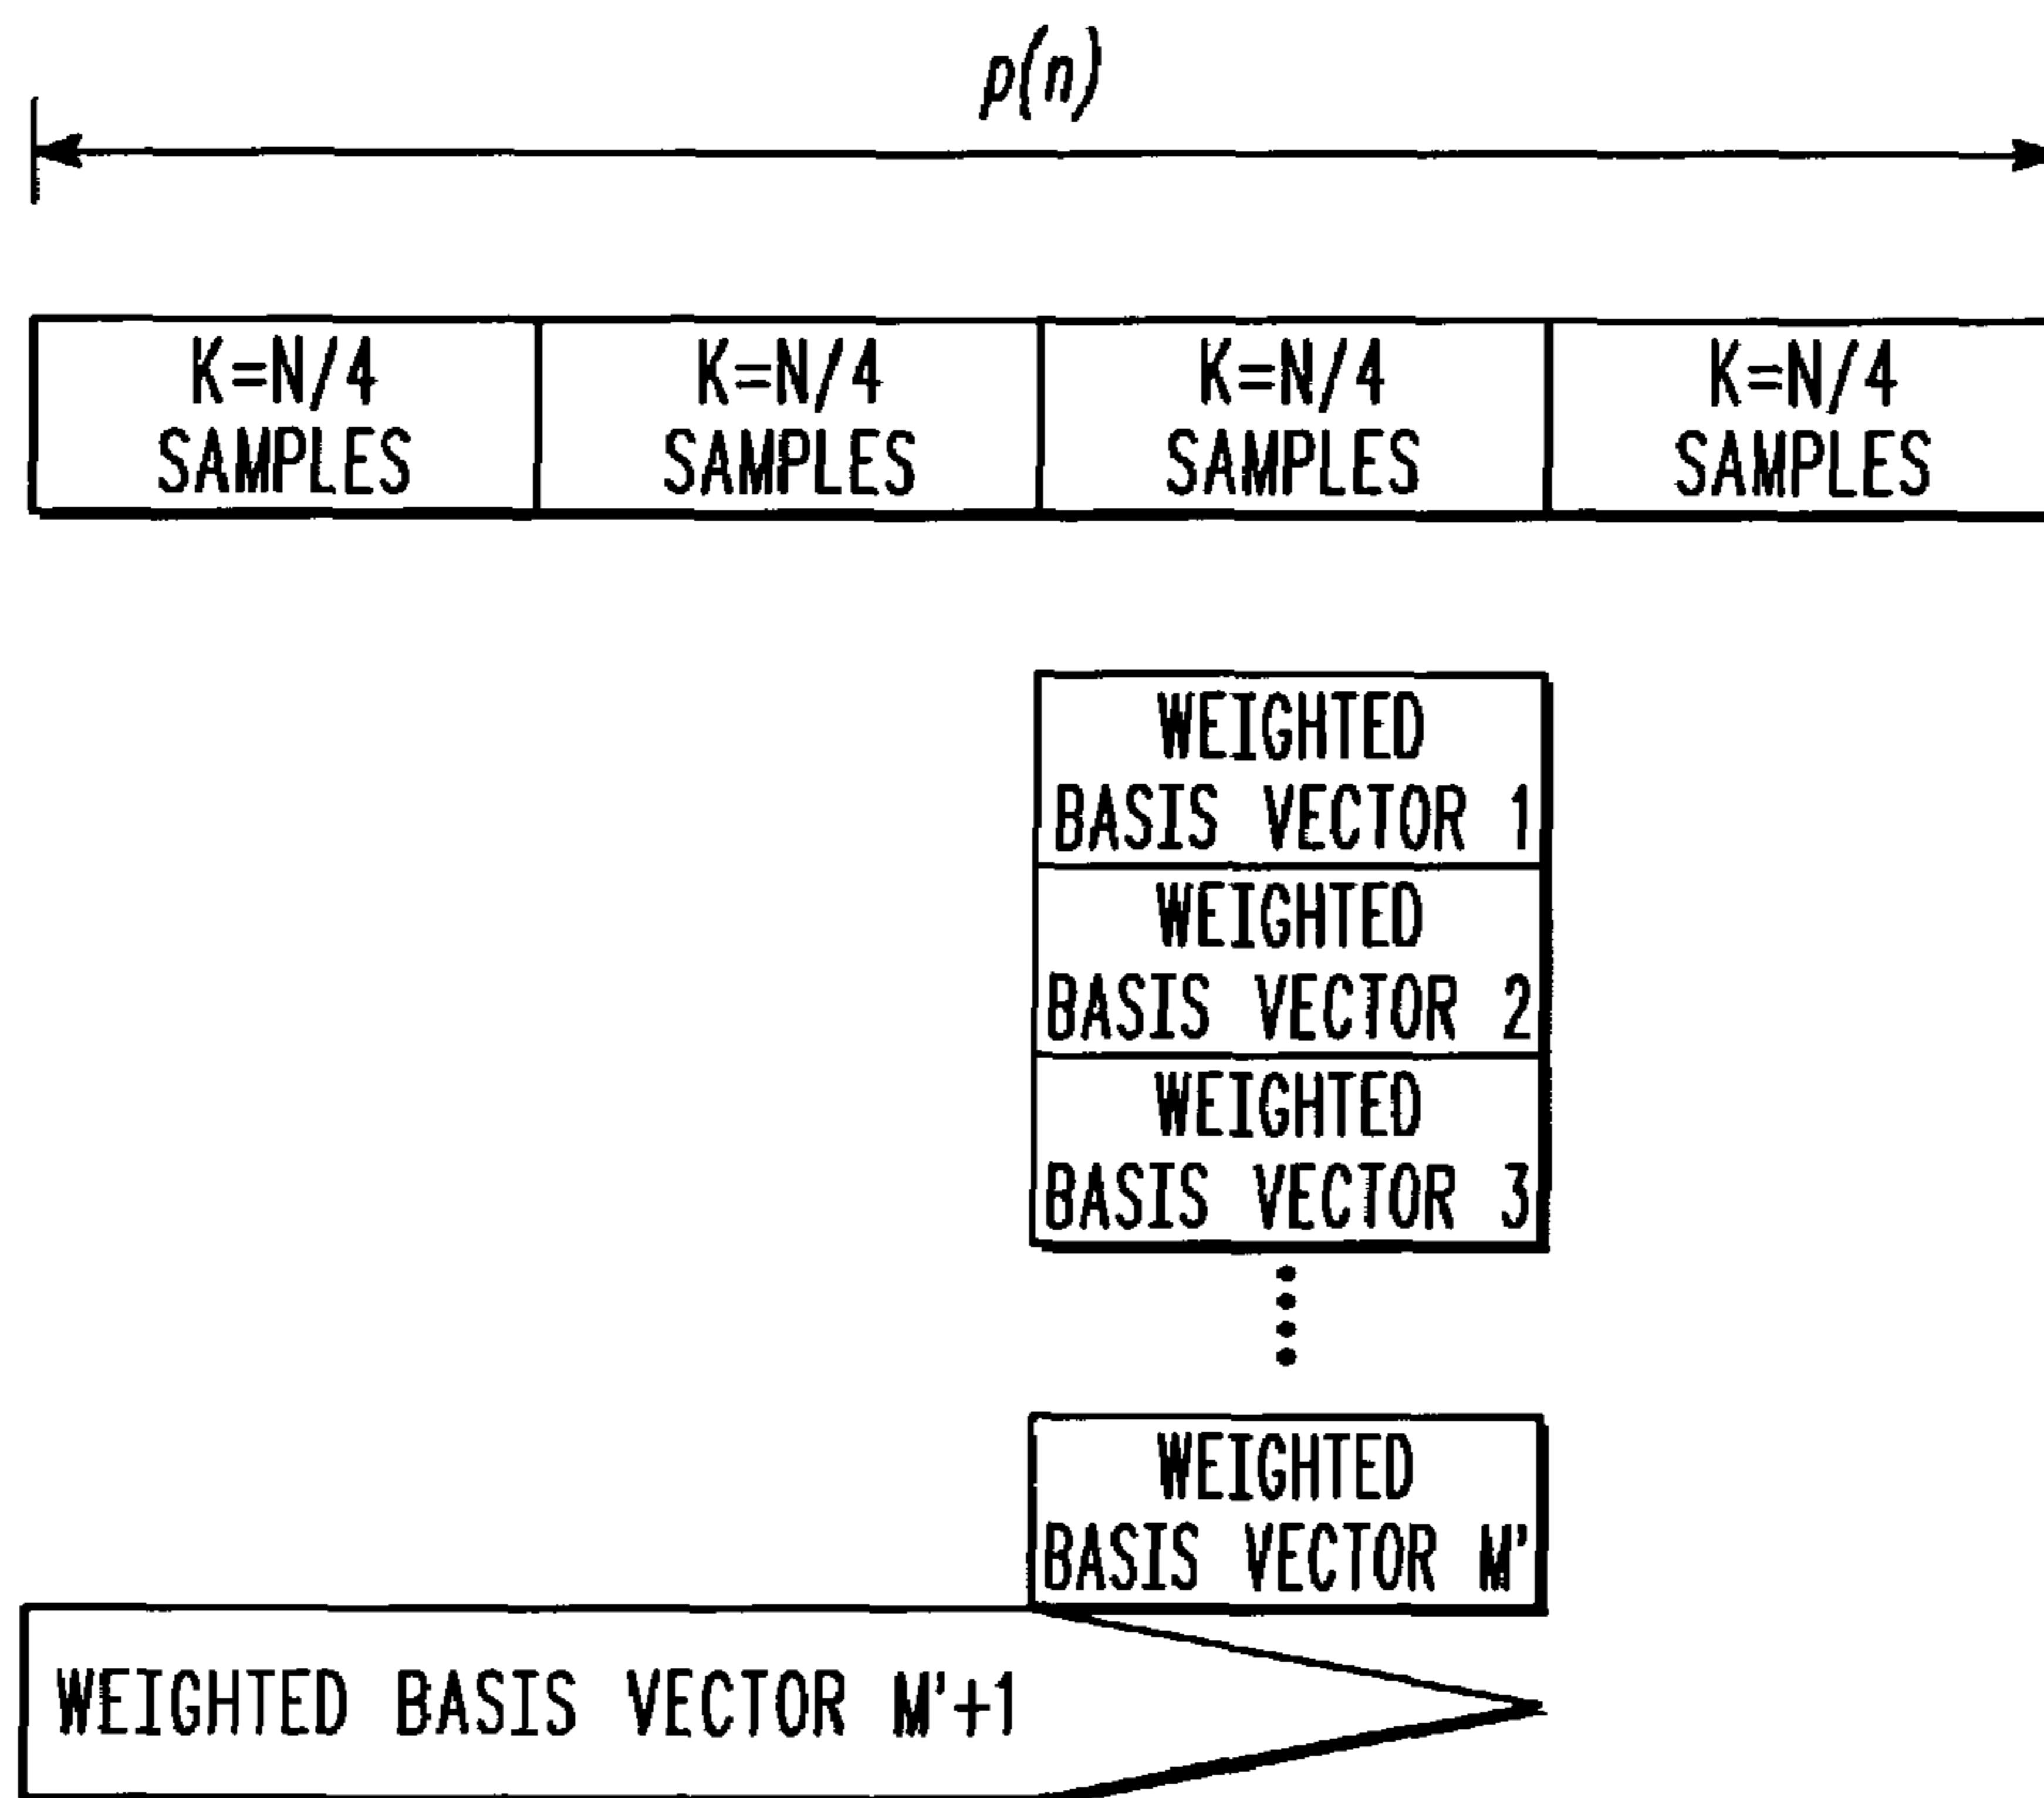 p(n)
K=N/4 K=N/4 K=N/4 K=N/4
SAMPLES SAMPLES SAMPLES SAMPLES
WEIGHTED
BASIS VECTOR 1
WEIGHTED
BASIS VECTOR 2
WEIGHTED
BASIS VECTOR 3
WEIGHTED
BASIS VECTOR M'
WEIGHTED BASIS VECTOR M'+1